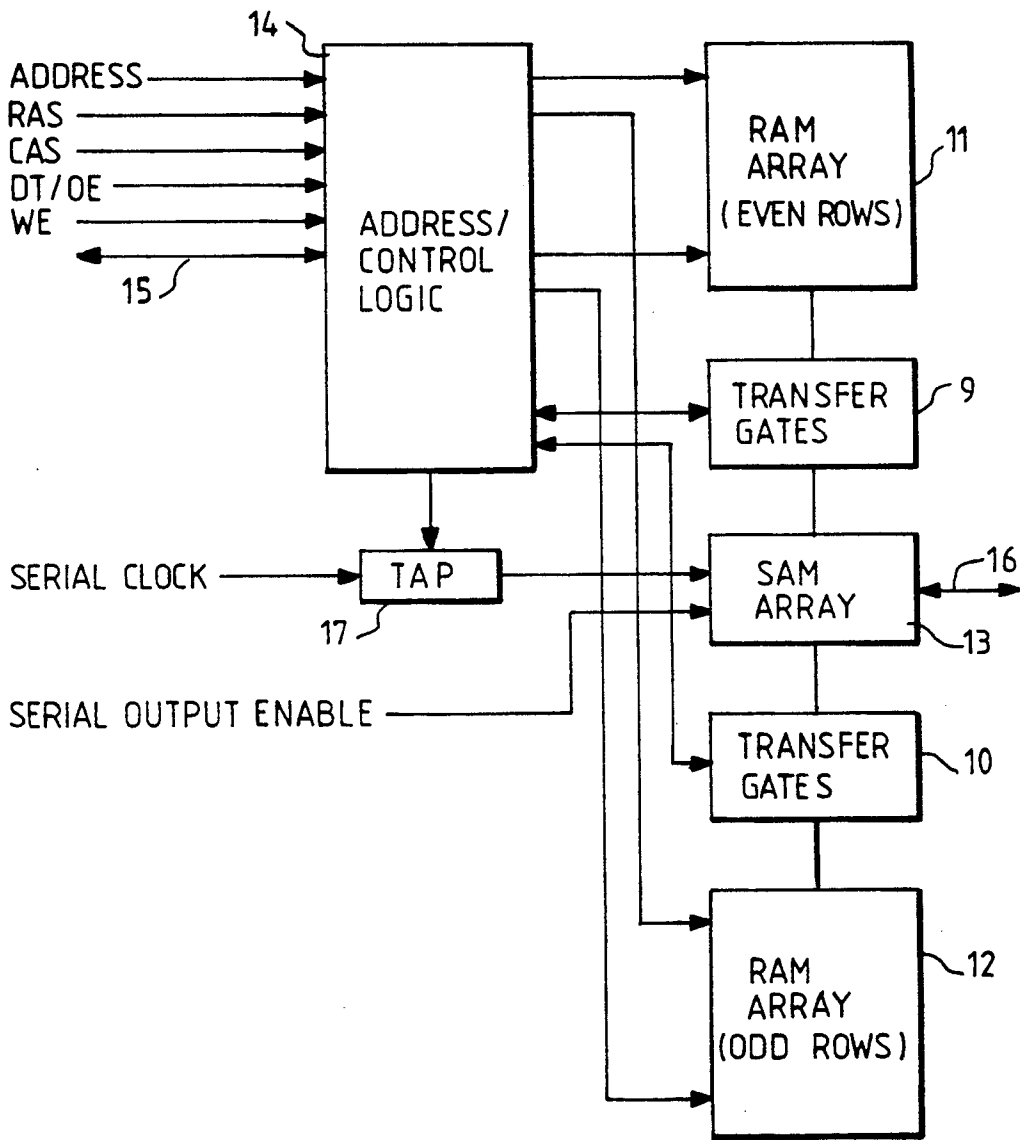 14
ADDRESS
RAS
CAS
DT/OE
WE
15
ADDRESS/
CONTROL
LOGIC
RAM
ARRAY
(EVEN ROWS)
11
TRANSFER
GATES
9
SERIAL CLOCK
TAP
17
SAM
ARRAY
16
13
SERIAL OUTPUT ENABLE
TRANSFER
GATES
10
RAM
ARRAY
(ODD ROWS)
12